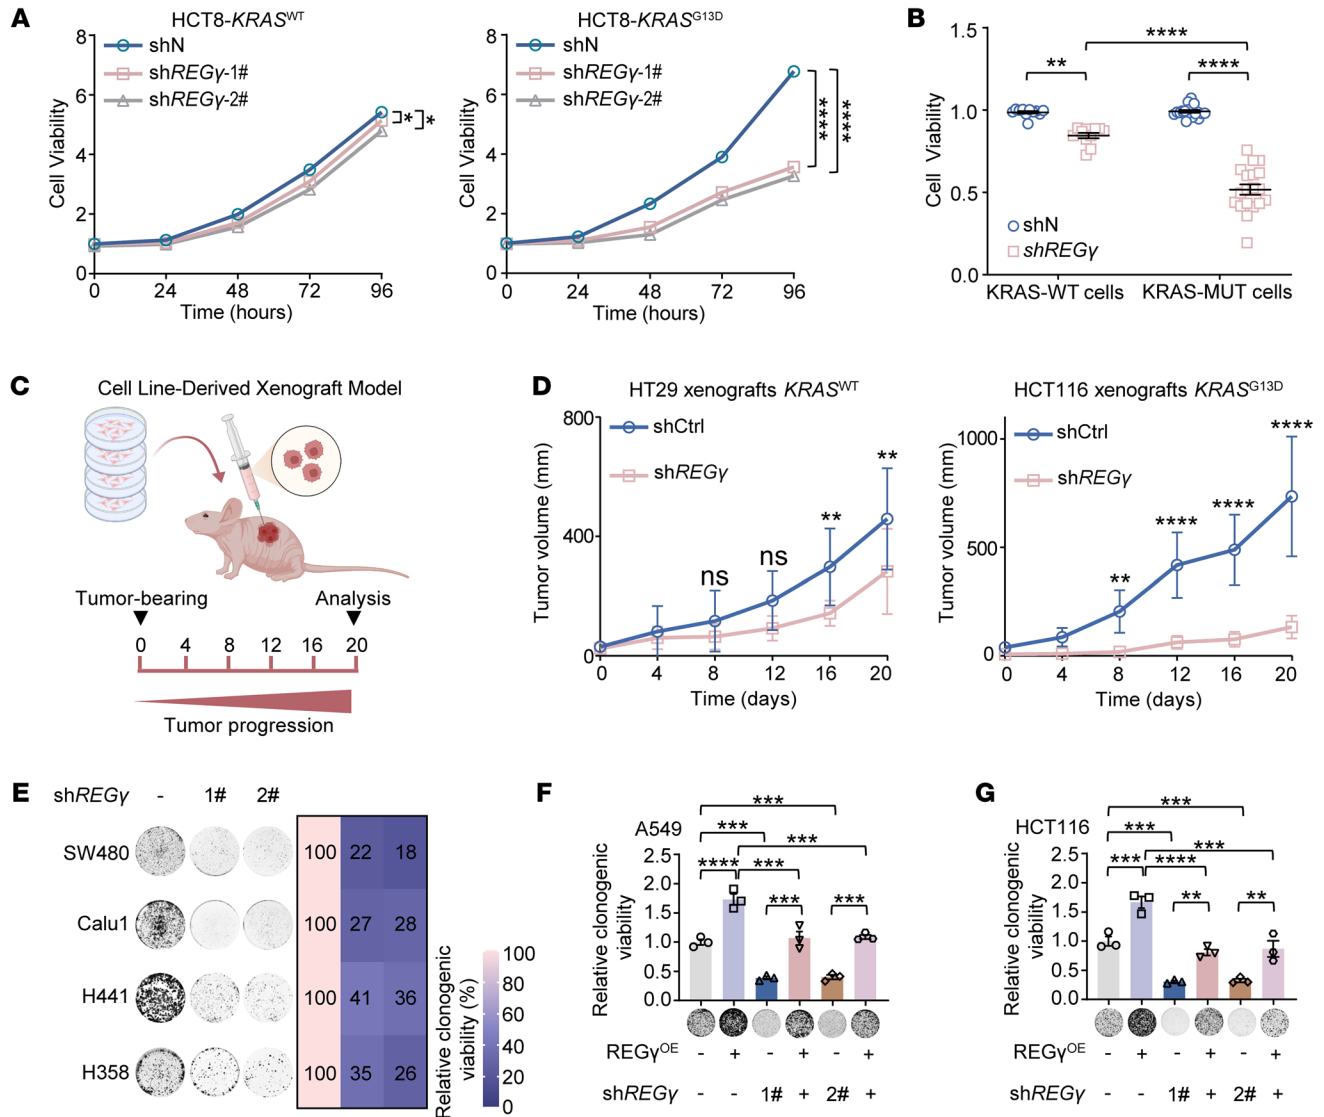 A
HCT8-KRASWT
shN
shREGγ-1#
shREGγ-2#
Cell Viability
8
6
4
2
0
* *
0 24 48 72 96
Time (hours)
HCT8-KRASG13D
shN
shREGγ-1#
shREGγ-2#
Cell Viability
8
6
4
2
0
**** ****
0 24 48 72 96
Time (hours)
B
Cell Viability
1.5
1.0
0.5
0.0
****
** ****
shN
shREGγ
KRAS-WT cells KRAS-MUT cells
C
Cell Line-Derived Xenograft Model
Tumor-bearing Analysis
0 4 8 12 16 20
Tumor progression
D
HT29 xenografts KRASWT
shCtrl
shREGγ
Tumor volume (mm)
800
400
0
ns ns ** **
0 4 8 12 16 20
Time (days)
HCT116 xenografts KRASG13D
shCtrl
shREGγ
Tumor volume (mm)
1000
500
0
** **** **** ****
0 4 8 12 16 20
Time (days)
E
shREGγ - 1# 2#
SW480 100 22 18
Calu1 100 27 28
H441 100 41 36
H358 100 35 26
Relative clonogenic
viability (%)
100
80
60
40
20
0
F
A549
***
*** ***
**** ***
*** ***
Relative clonogenic
viability
2.5
2.0
1.5
1.0
0.5
0.0
REGγOE - + - + - +
shREGγ - - 1# + 2# +
G
HCT116
***
*** ***
*** ****
** **
Relative clonogenic
viability
2.5
2.0
1.5
1.0
0.5
0.0
REGγOE - + - + - +
shREGγ - - 1# + 2# +